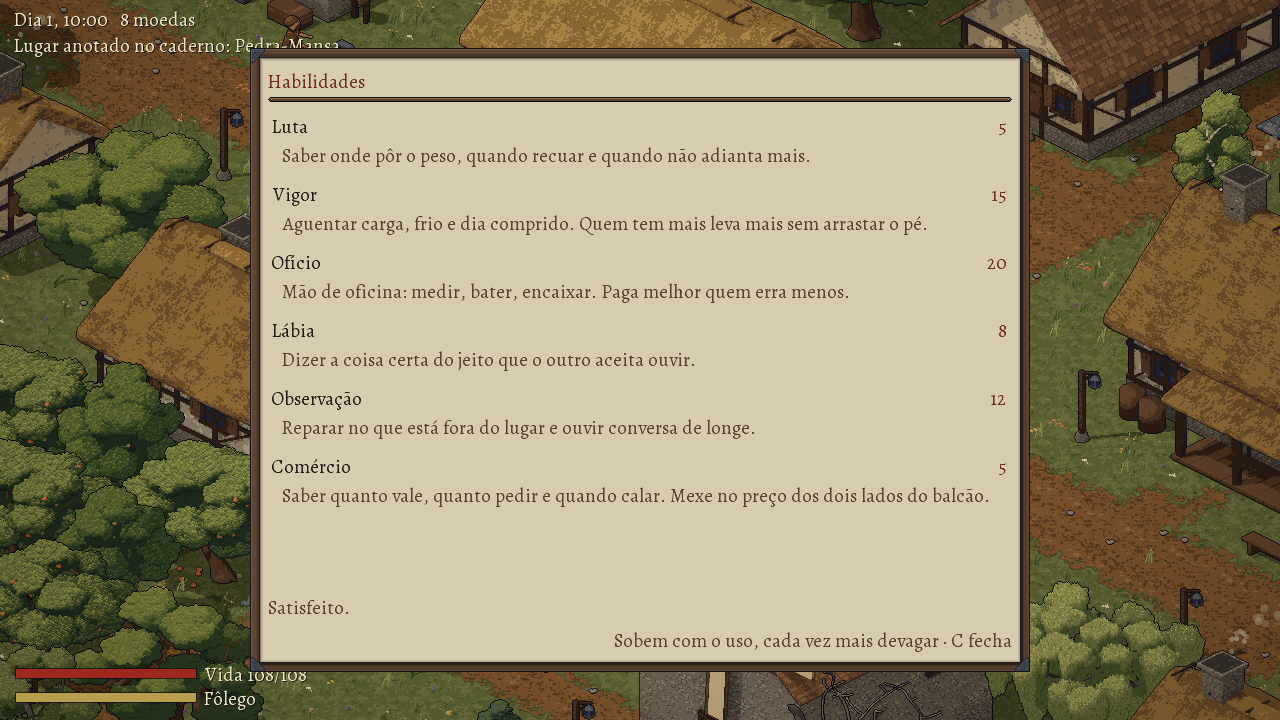 Dia 1, 10:00 8 moedas
Lugar anotado no caderno: Pedra-Mansa
Habilidades
Luta 5
Saber onde pôr o peso, quando recuar e quando não adianta mais.
Vigor 15
Aguentar carga, frio e dia comprido. Quem tem mais leva mais sem arrastar o pé.
Ofício 20
Mão de oficina: medir, bater, encaixar. Paga melhor quem erra menos.
Lábia 8
Dizer a coisa certa do jeito que o outro aceita ouvir.
Observação 12
Reparar no que está fora do lugar e ouvir conversa de longe.
Comércio 5
Saber quanto vale, quanto pedir e quando calar. Mexe no preço dos dois lados do balcão.
Satisfeito.
Sobem com o uso, cada vez mais devagar · C fecha
Vida 108/108
Fôlego